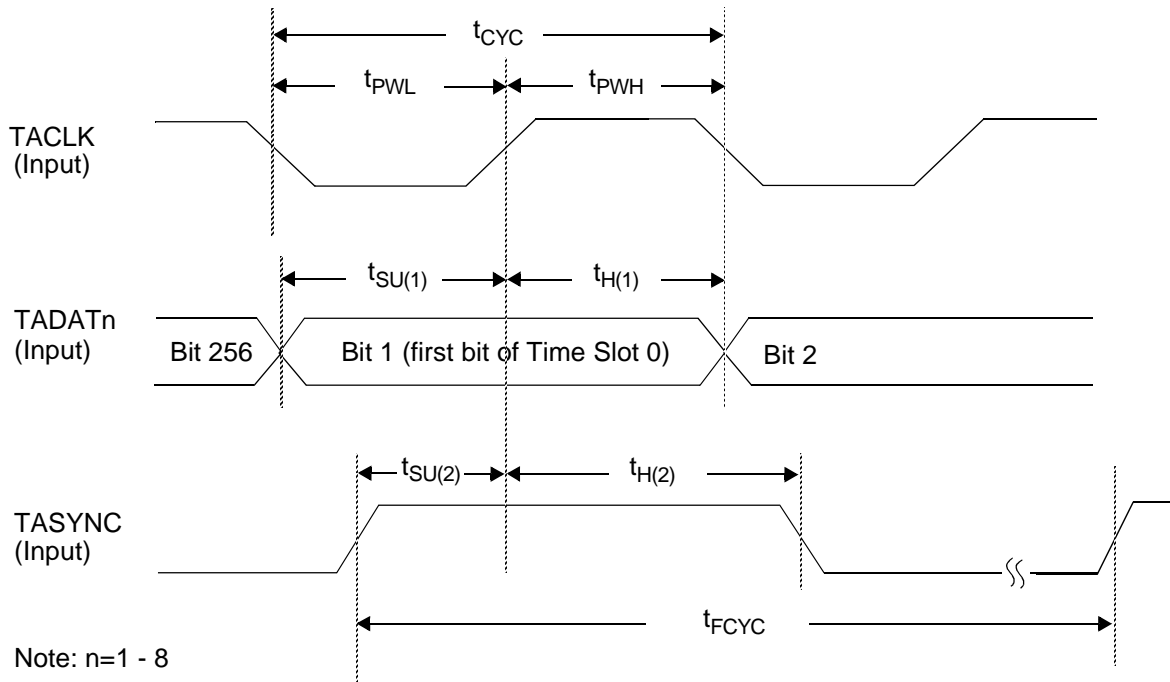 tCYC
tPWL tPWH
TACLK
(Input)
tSU(1) tH(1)
TADATn
(Input)
Bit 256 Bit 1 (first bit of Time Slot 0) Bit 2
tSU(2) tH(2)
TASYNC
(Input)
tFCYC
Note: n=1 - 8